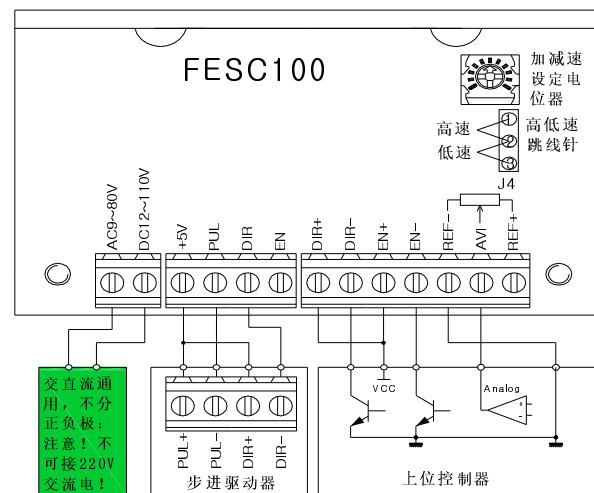 FESC100
加减速
设定电
位器
高速
低速
①
②
③
高低速
跳线针
J4
AC9~80V
DC12~110V
+5V
PUL
DIR
EN
DIR+
DIR-
EN+
EN-
REF-
AVI
REF+
交直流通
用，不分
正负极；
注意！不
可接220V
交流电！
PUL+
PUL-
DIR+
DIR-
步进驱动器
VCC
Analog
+
-
上位控制器